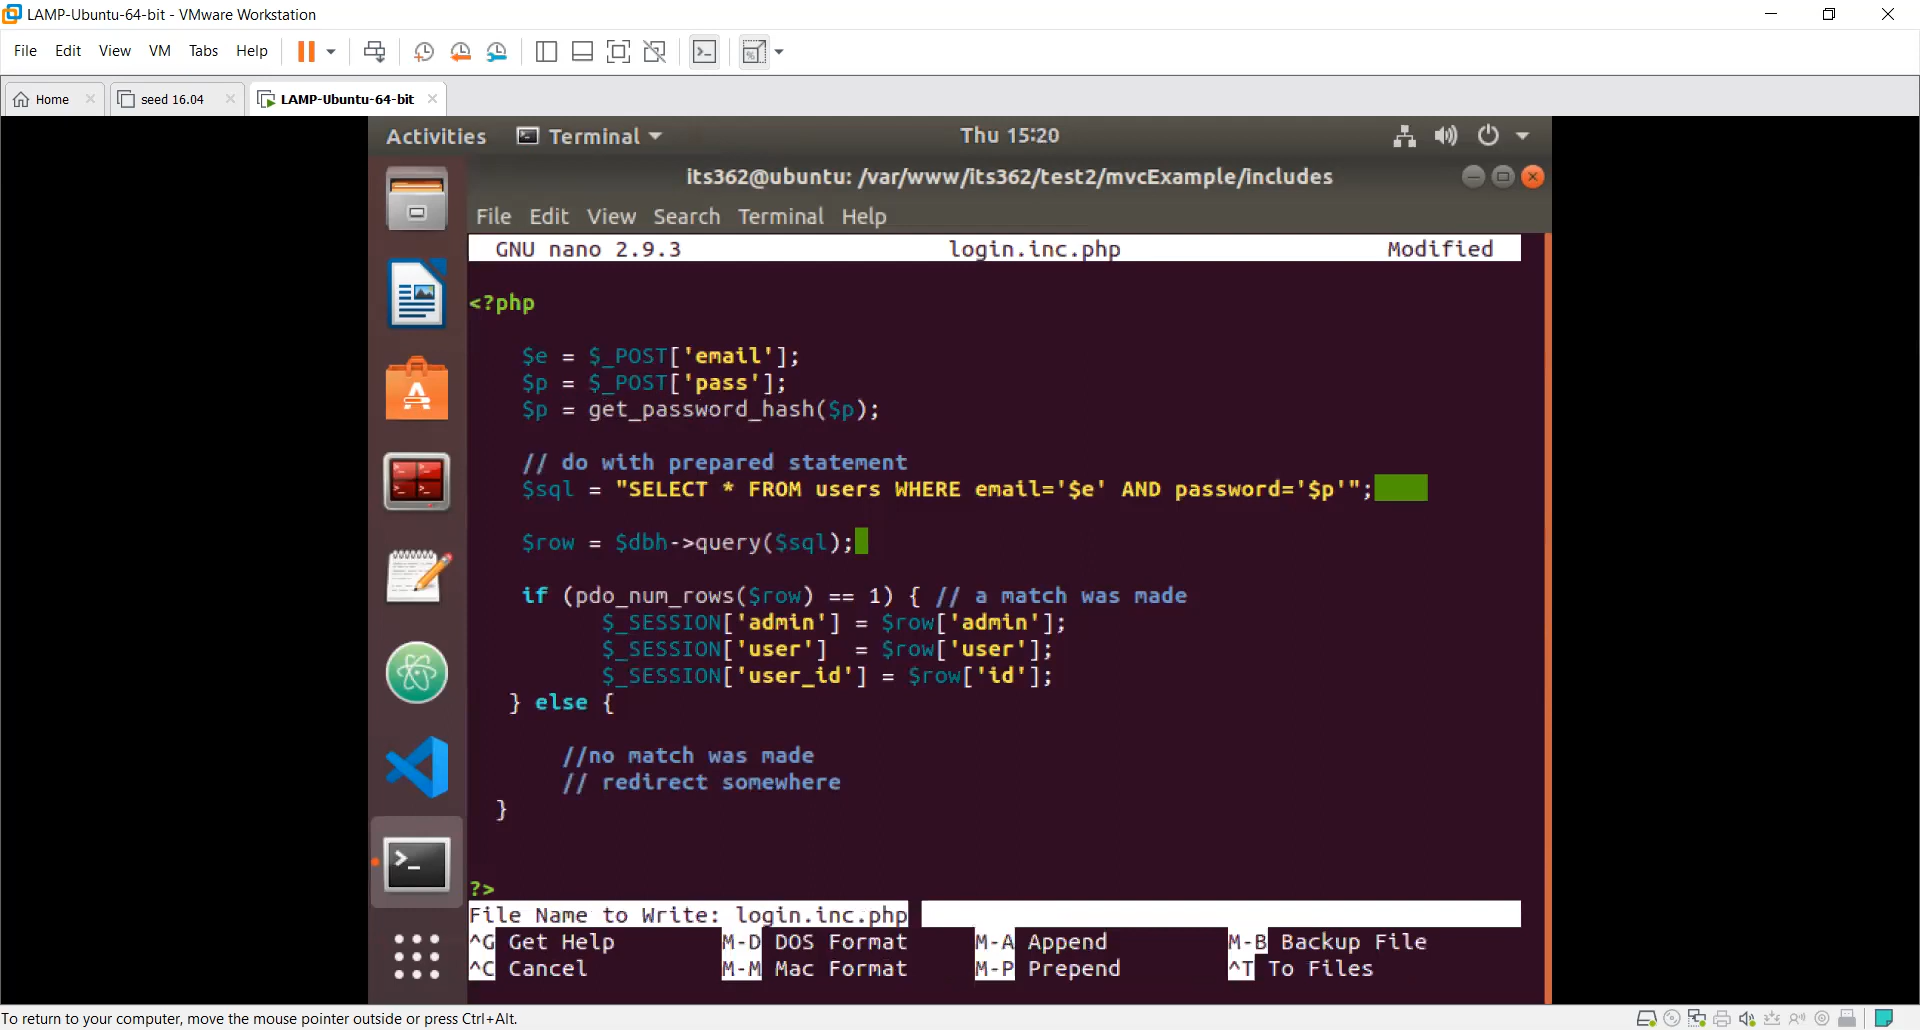 LAMP-Ubuntu-64-bit - VMware Workstation
File Edit View VM Tabs Help
Home seed 16.04 LAMP-Ubuntu-64-bit
Activities Terminal Thu 15:20
its362@ubuntu: /var/www/its362/test2/mvcExample/includes
File Edit View Search Terminal Help
GNU nano 2.9.3 login.inc.php Modified
<?php
$e = $_POST['email'];
$p = $_POST['pass'];
$p = get_password_hash($p);
// do with prepared statement
$sql = "SELECT * FROM users WHERE email='$e' AND password='$p'";
$row = $dbh->query($sql);
if (pdo_num_rows($row) == 1) { // a match was made
$_SESSION['admin'] = $row['admin'];
$_SESSION['user']  = $row['user'];
$_SESSION['user_id'] = $row['id'];
} else {
//no match was made
// redirect somewhere
}
?>
File Name to Write: login.inc.php
^G Get Help M-D DOS Format M-A Append M-B Backup File
^C Cancel M-M Mac Format M-P Prepend ^T To Files
To return to your computer, move the mouse pointer outside or press Ctrl+Alt.